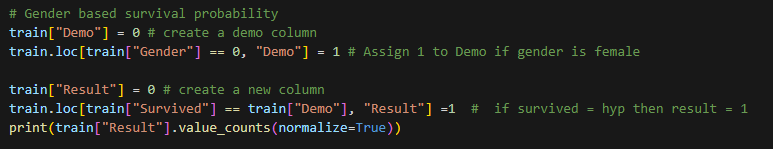 # Gender based survival probability
train["Demo"] = 0 # create a demo column
train.loc[train["Gender"] == 0, "Demo"] = 1 # Assign 1 to Demo if gender is female
train["Result"] = 0 # create a new column
train.loc[train["Survived"] == train["Demo"], "Result"] =1  #  if survived = hyp then result = 1
print(train["Result"].value_counts(normalize=True))